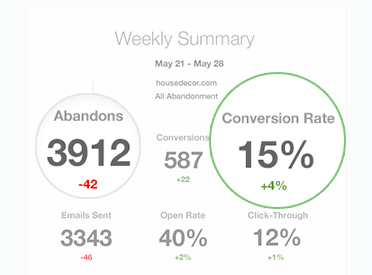 Weekly Summary
May 21 - May 28
housedecor.com
All Abandonment
Abandons
3912
-42
Conversions
587
+22
Conversion Rate
15%
+4%
Emails Sent
3343
-46
Open Rate
40%
+2%
Click-Through
12%
+1%